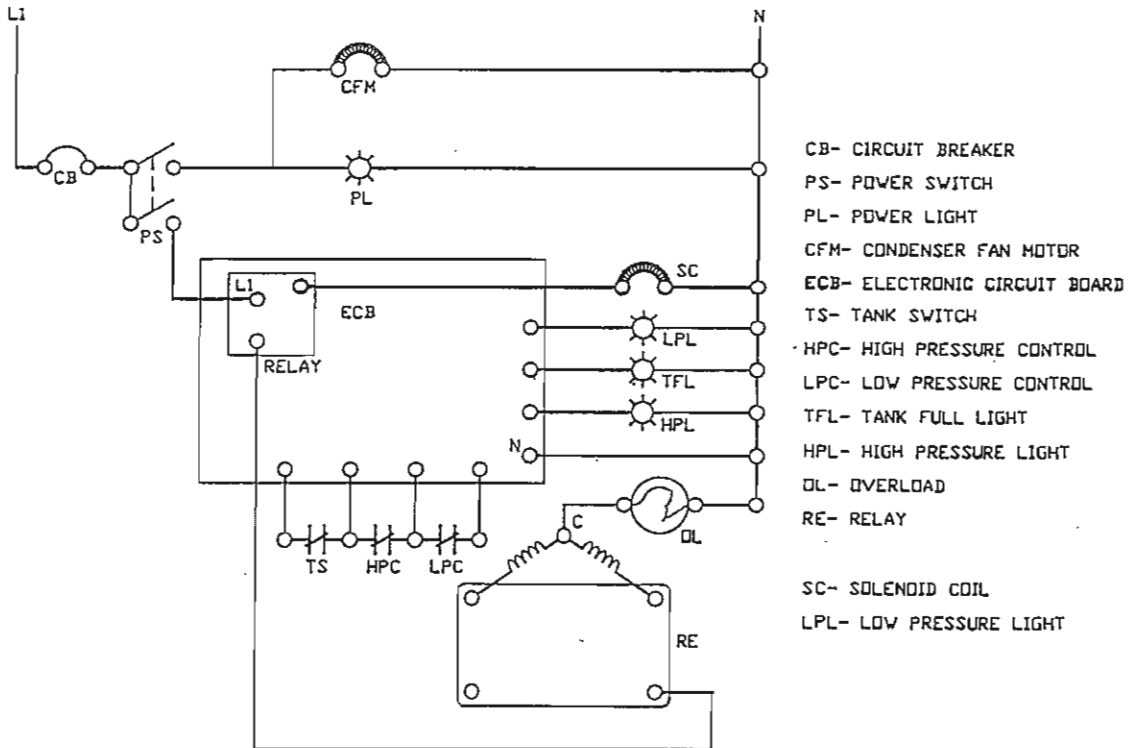 L1
N
CFM
CB
PL
PS
L1
ECB
RELAY
SC
LPL
TFL
HPL
N
TS
HPC
LPC
C
OL
RE
CB- CIRCUIT BREAKER
PS- POWER SWITCH
PL- POWER LIGHT
CFM- CONDENSER FAN MOTOR
ECB- ELECTRONIC CIRCUIT BOARD
TS- TANK SWITCH
HPC- HIGH PRESSURE CONTROL
LPC- LOW PRESSURE CONTROL
TFL- TANK FULL LIGHT
HPL- HIGH PRESSURE LIGHT
OL- OVERLOAD
RE- RELAY
SC- SOLENOID COIL
LPL- LOW PRESSURE LIGHT